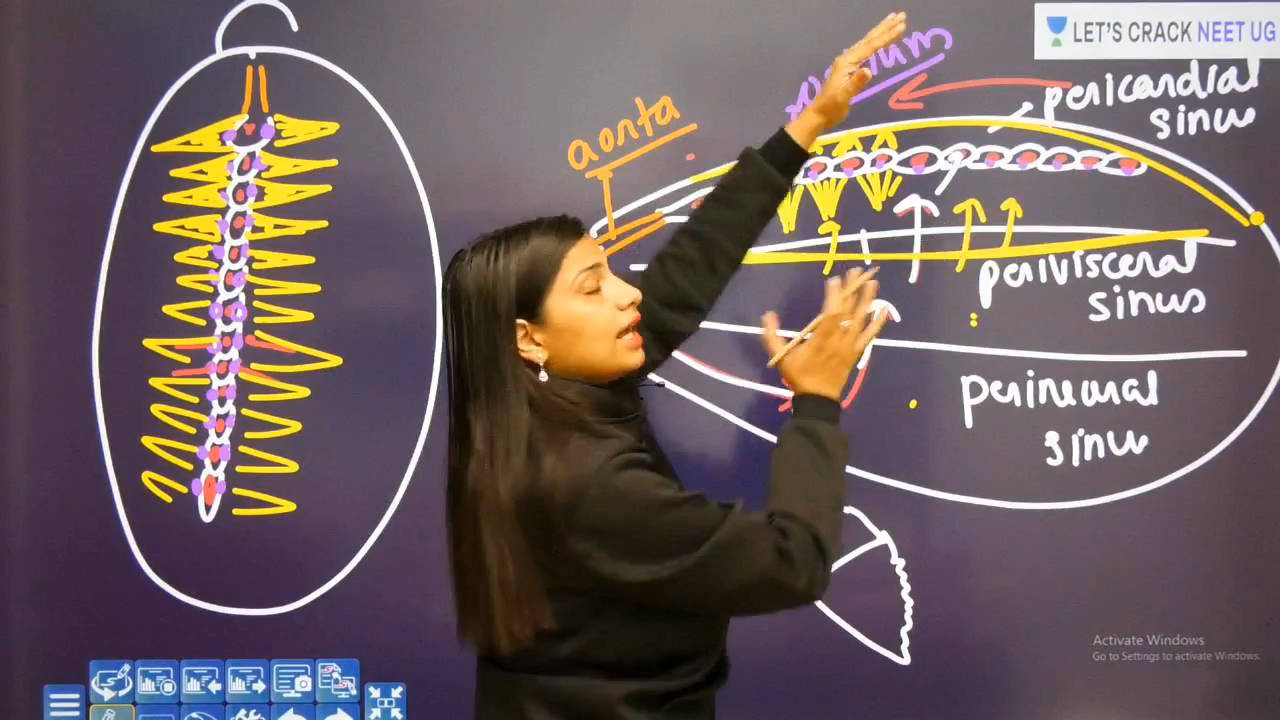 LET'S CRACK NEET UG
pericardial
sinus
aorta
perivisceral
sinus
perineural
sinus
Activate Windows
Go to Settings to activate Windows.